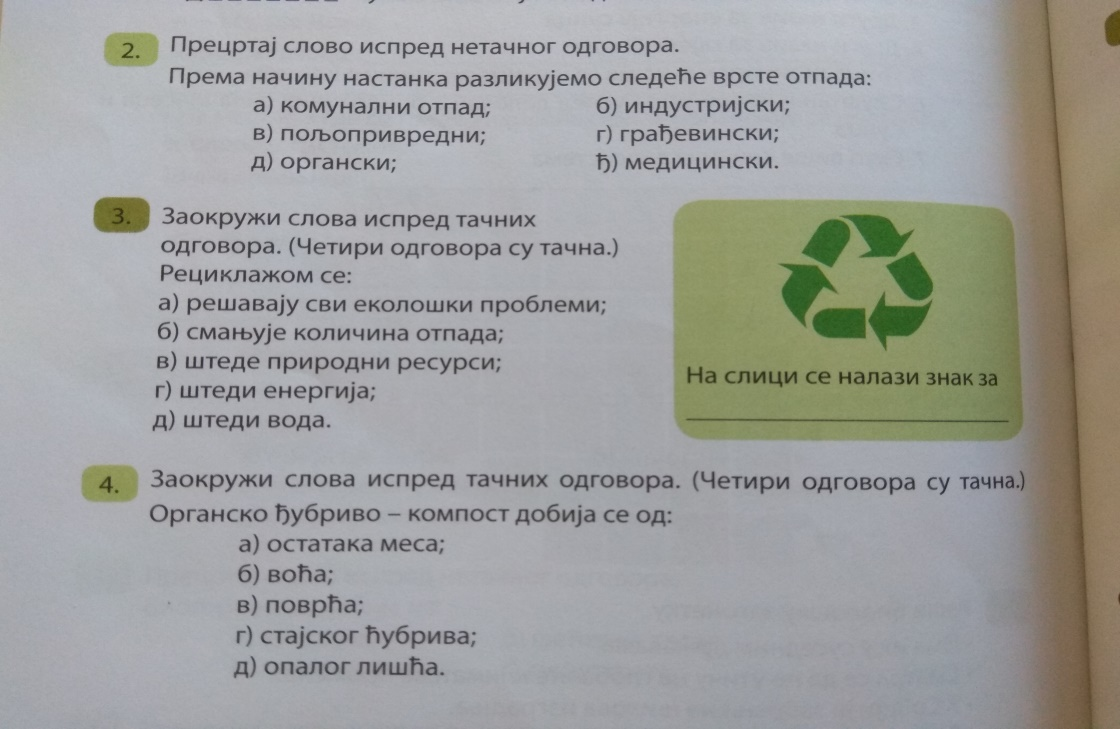 2. Прецртај слово испред нетачног одговора.
Према начину настанка разликујемо следеће врсте отпада:
а) комунални отпад; б) индустријски;
в) пољопривредни; г) грађевински;
д) органски; ђ) медицински.
3. Заокружи слова испред тачних
одговора. (Четири одговора су тачна.)
Рециклажом се:
а) решавају сви еколошки проблеми;
б) смањује количина отпада;
в) штеде природни ресурси;
г) штеди енергија;
д) штеди вода.
На слици се налази знак за
4. Заокружи слова испред тачних одговора. (Четири одговора су тачна.)
Органско ђубриво – компост добија се од:
а) остатака меса;
б) воћа;
в) поврћа;
г) стајског ђубрива;
д) опалог лишћа.